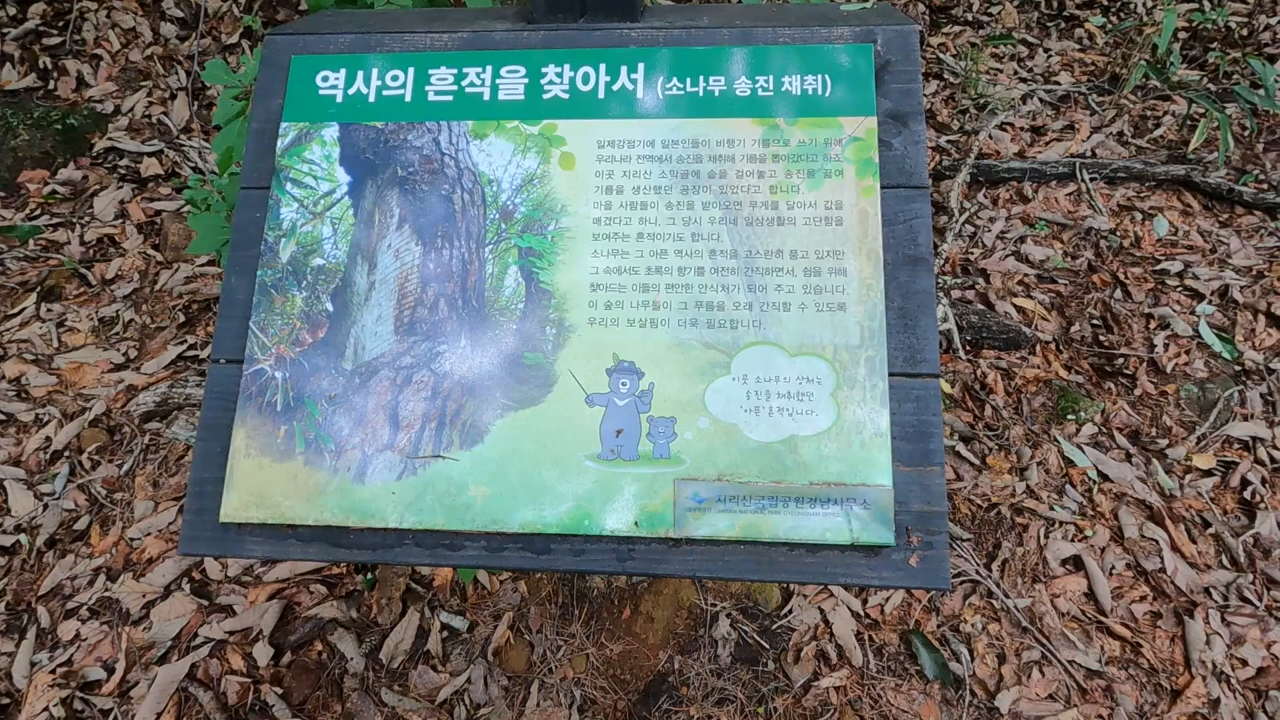 역사의 흔적을 찾아서 (소나무 송진 채취)
일제강점기에 일본인들이 비행기 기름으로 쓰기 위해
우리나라 전역에서 송진을 채취해 기름을 뽑아갔다고 하죠.
이곳 지리산 소막골에 솥을 걸어놓고 송진을 끓여
기름을 생산했던 공장이 있었다고 합니다.
마을 사람들이 송진을 받아오면 무게를 달아서 값을
매겼다고 하니, 그 당시 우리네 일상생활의 고단함을
보여주는 흔적이기도 합니다.
소나무는 그 아픈 역사의 흔적을 고스란히 품고 있지만
그 속에서도 초록의 향기를 여전히 간직하면서, 쉼을 위해
찾아드는 이들의 편안한 안식처가 되어 주고 있습니다.
이 숲의 나무들이 그 푸름을 오래 간직할 수 있도록
우리의 보살핌이 더욱 필요합니다.
이곳 소나무의 상처는
송진을 채취했던
'아픈' 흔적입니다.
지리산국립공원경남사무소
JIRISAN NATIONAL PARK GYEONGNAM OFFICE